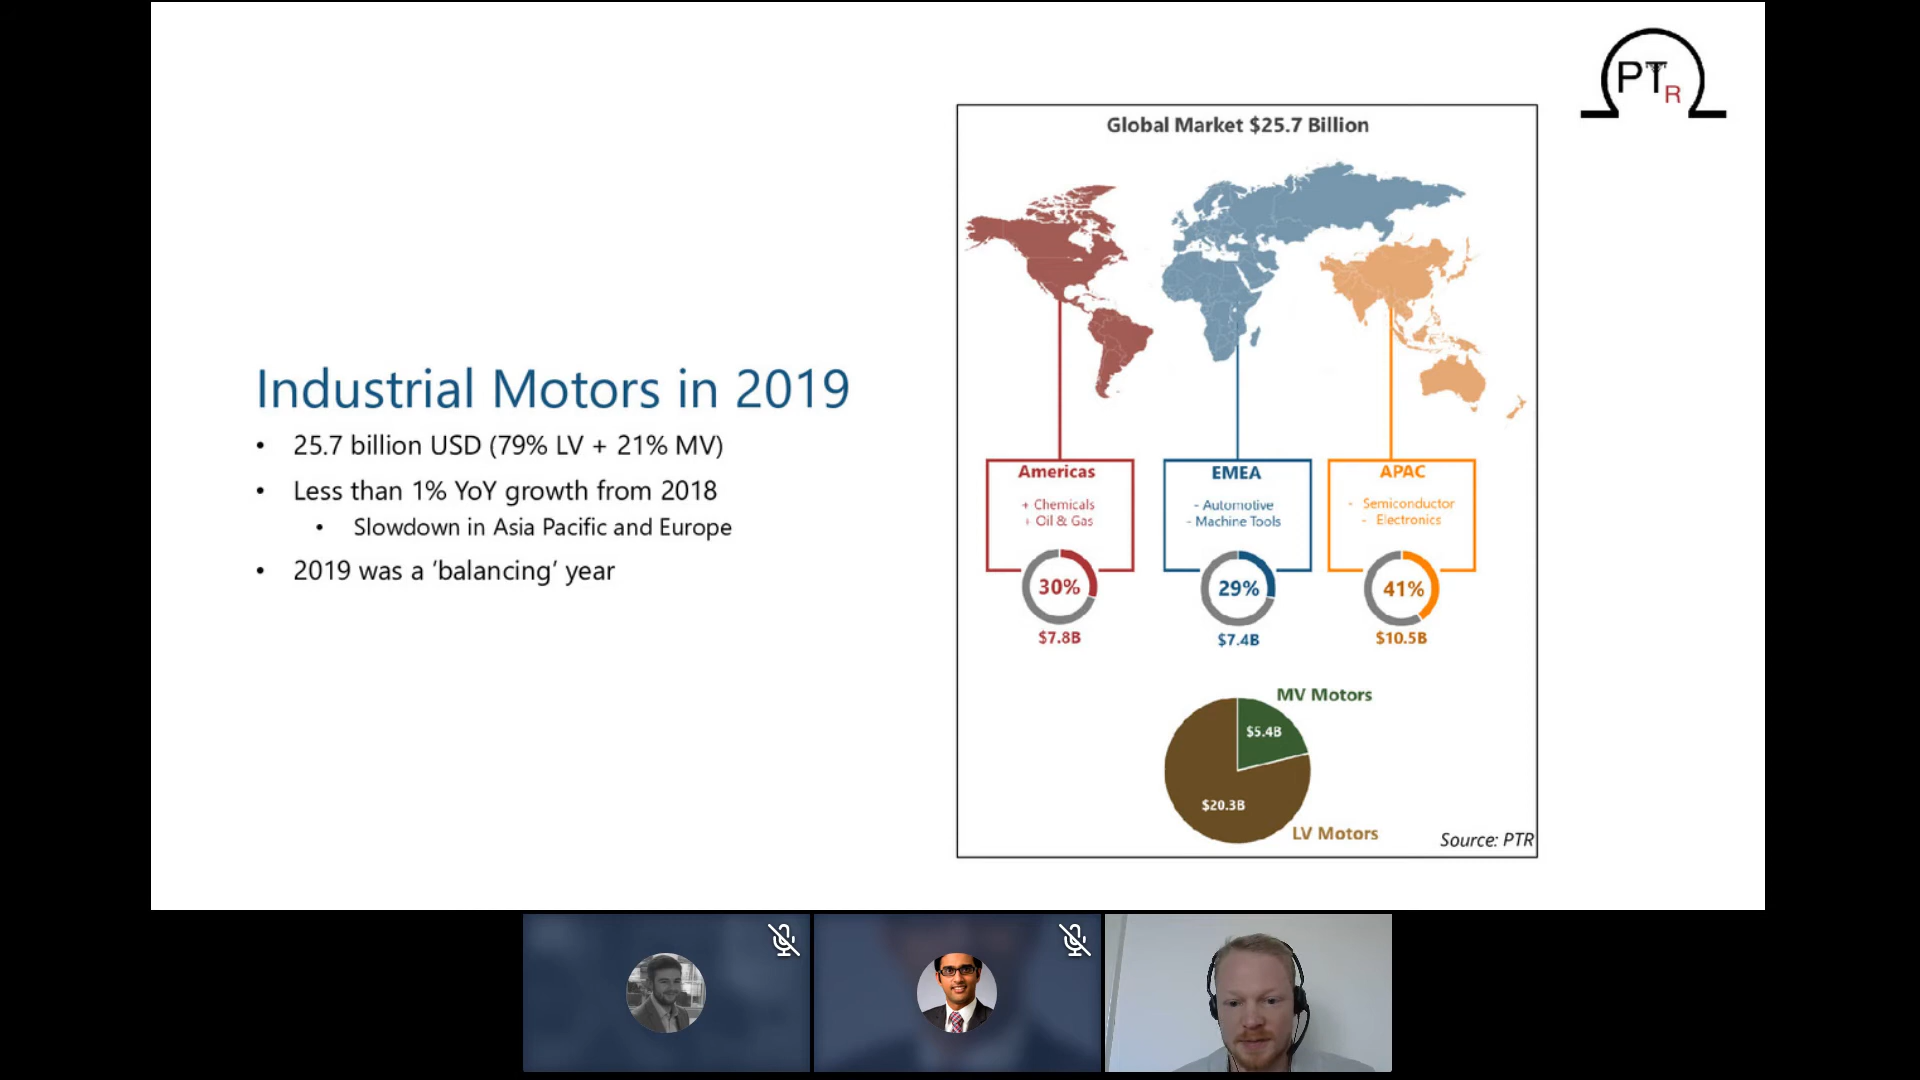 PTR
Industrial Motors in 2019
• 25.7 billion USD (79% LV + 21% MV)
• Less than 1% YoY growth from 2018
• Slowdown in Asia Pacific and Europe
• 2019 was a ‘balancing’ year
Global Market $25.7 Billion
Americas
+ Chemicals
+ Oil & Gas
30%
$7.8B
EMEA
- Automotive
- Machine Tools
29%
$7.4B
APAC
- Semiconductor
- Electronics
41%
$10.5B
MV Motors
$5.4B
$20.3B
LV Motors
Source: PTR